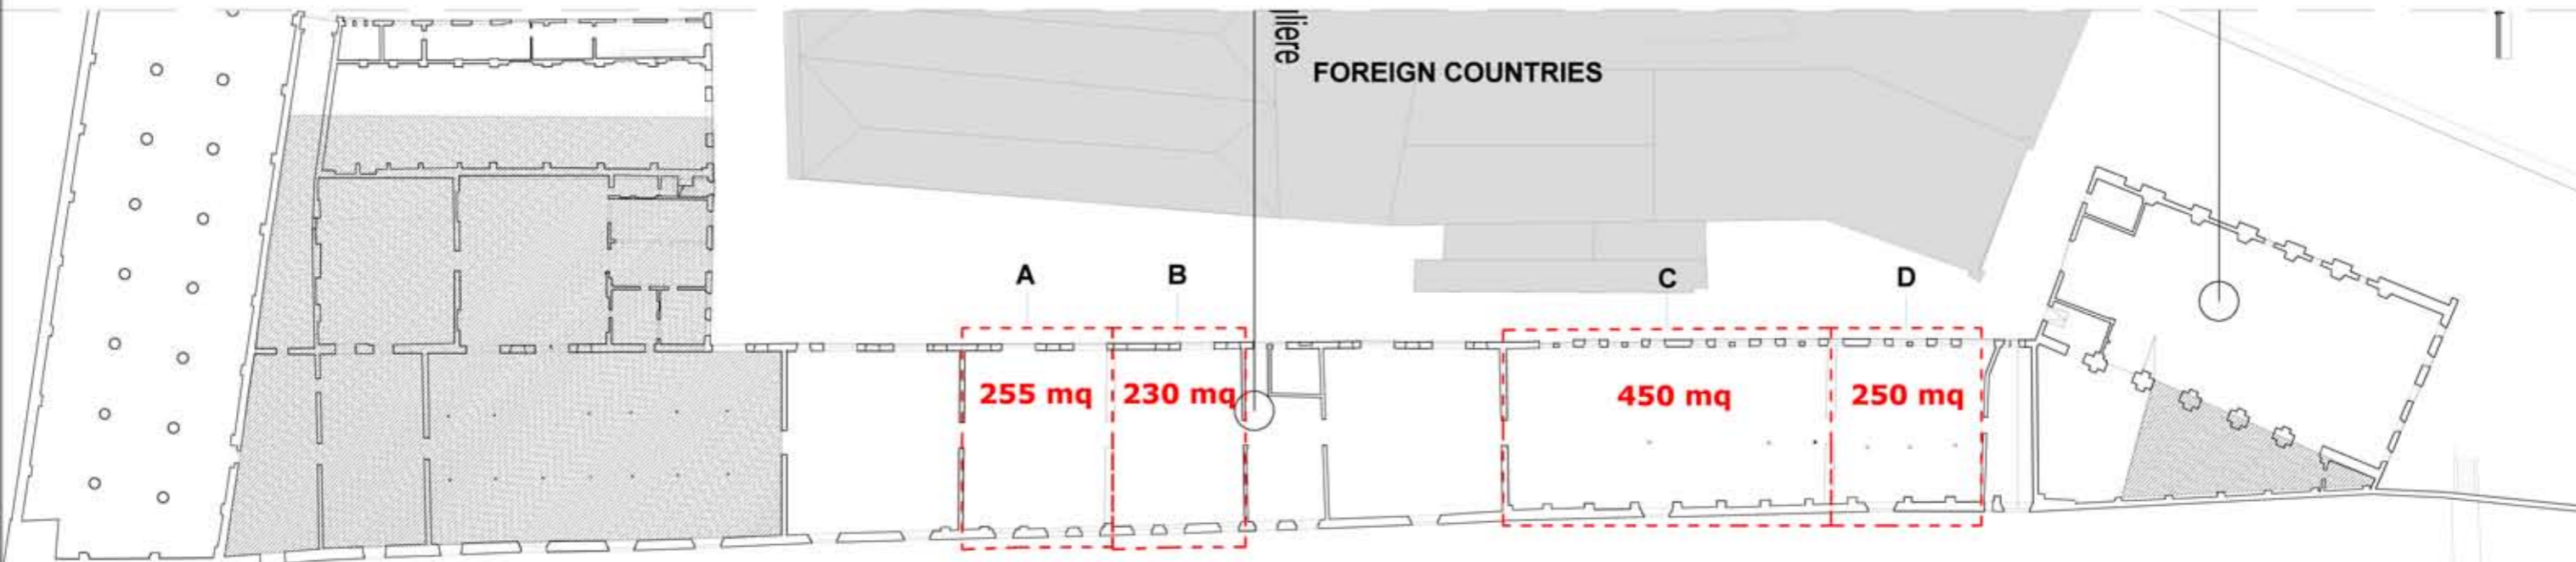 FOREIGN COUNTRIES
A
B
C
D
255 mq
230 mq
450 mq
250 mq